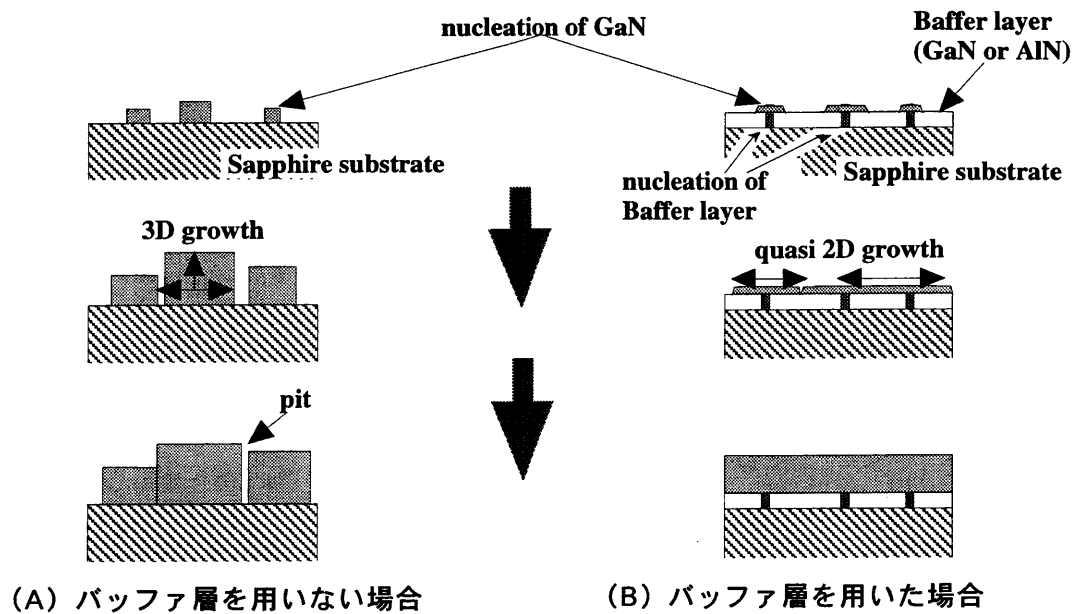 nucleation of GaN
Baffer layer
(GaN or AlN)
Sapphire substrate
nucleation of
Baffer layer
Sapphire substrate
3D growth
quasi 2D growth
pit
(A) バッファ層を用いない場合
(B) バッファ層を用いた場合